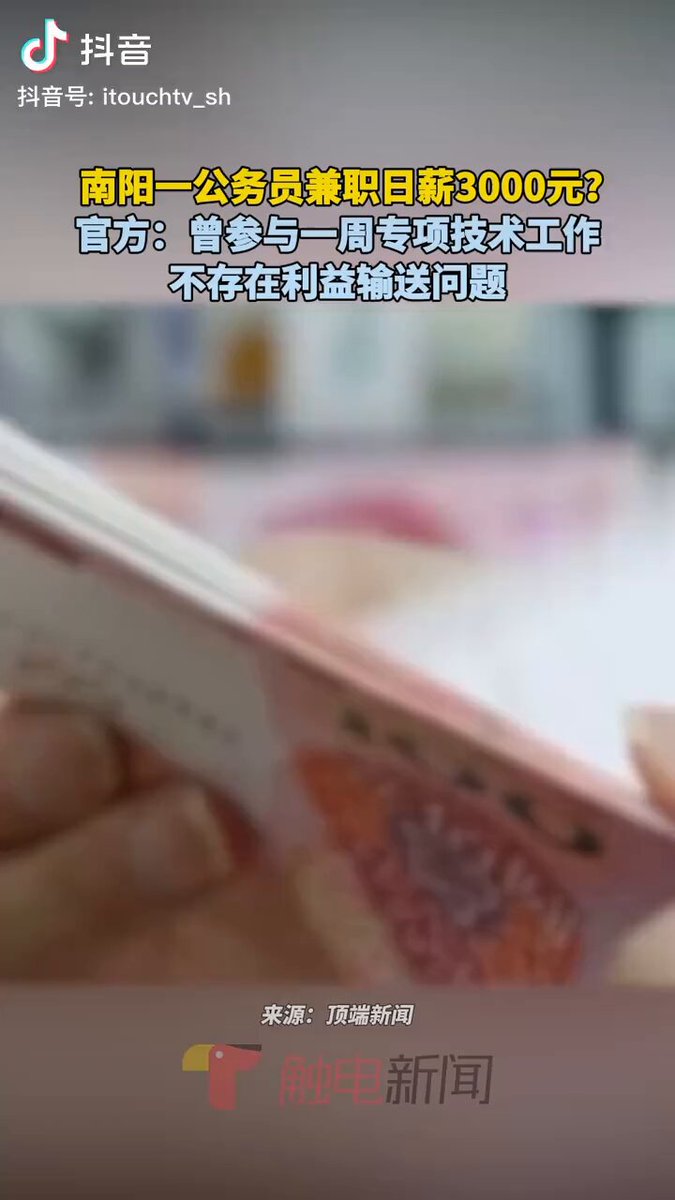 抖音
抖音号: itouchtv_sh
南阳一公务员兼职日薪3000元？
官方：曾参与一周专项技术工作
不存在利益输送问题
来源：顶端新闻
触电新闻